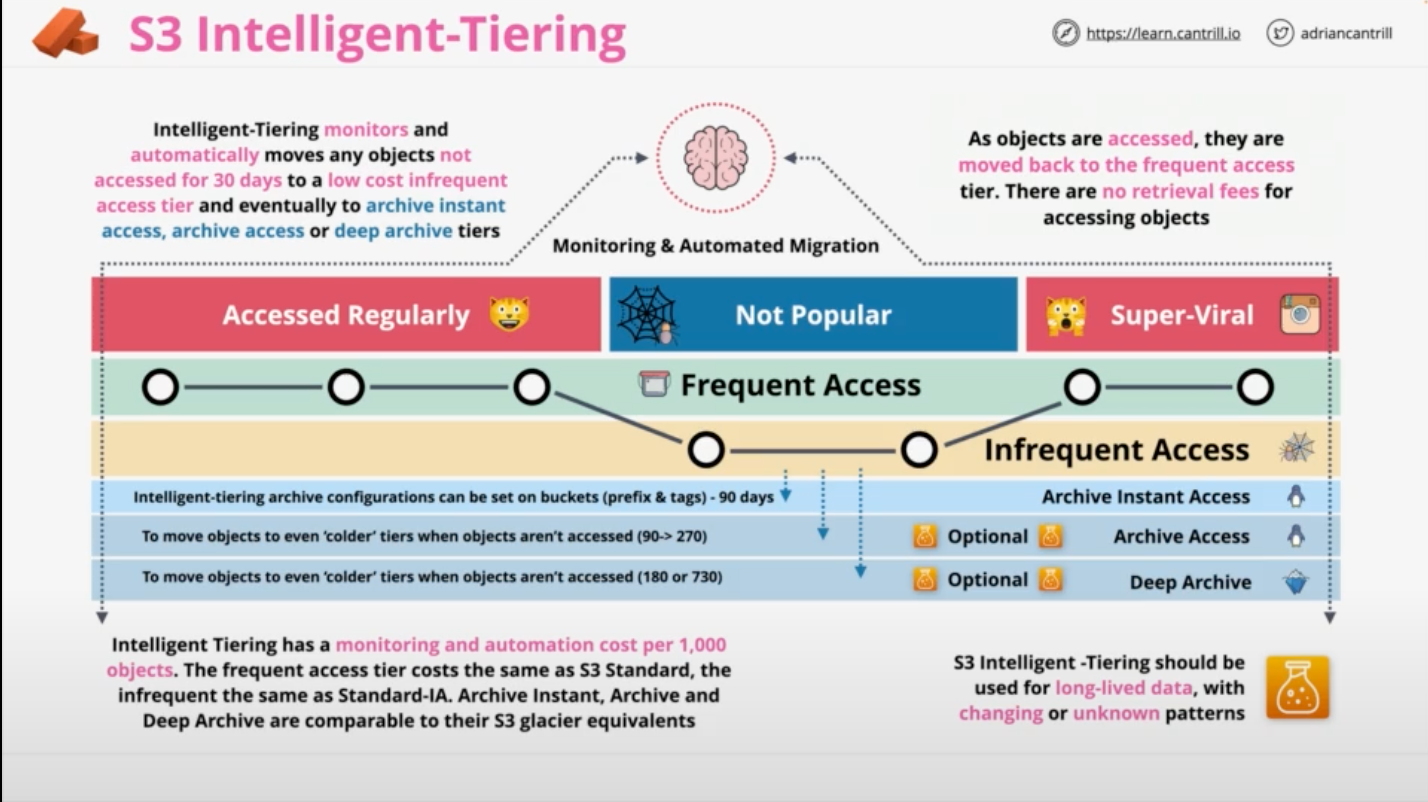 S3 Intelligent-Tiering
https://learn.cantrill.io
adriancantrill
Intelligent-Tiering monitors and
automatically moves any objects not
accessed for 30 days to a low cost infrequent
access tier and eventually to archive instant
access, archive access or deep archive tiers
As objects are accessed, they are
moved back to the frequent access
tier. There are no retrieval fees for
accessing objects
Monitoring & Automated Migration
Accessed Regularly
Not Popular
Super-Viral
Frequent Access
Infrequent Access
Intelligent-tiering archive configurations can be set on buckets (prefix & tags) - 90 days
Archive Instant Access
To move objects to even ‘colder’ tiers when objects aren’t accessed (90-> 270)
Optional
Archive Access
To move objects to even ‘colder’ tiers when objects aren’t accessed (180 or 730)
Optional
Deep Archive
Intelligent Tiering has a monitoring and automation cost per 1,000
objects. The frequent access tier costs the same as S3 Standard, the
infrequent the same as Standard-IA. Archive Instant, Archive and
Deep Archive are comparable to their S3 glacier equivalents
S3 Intelligent -Tiering should be
used for long-lived data, with
changing or unknown patterns